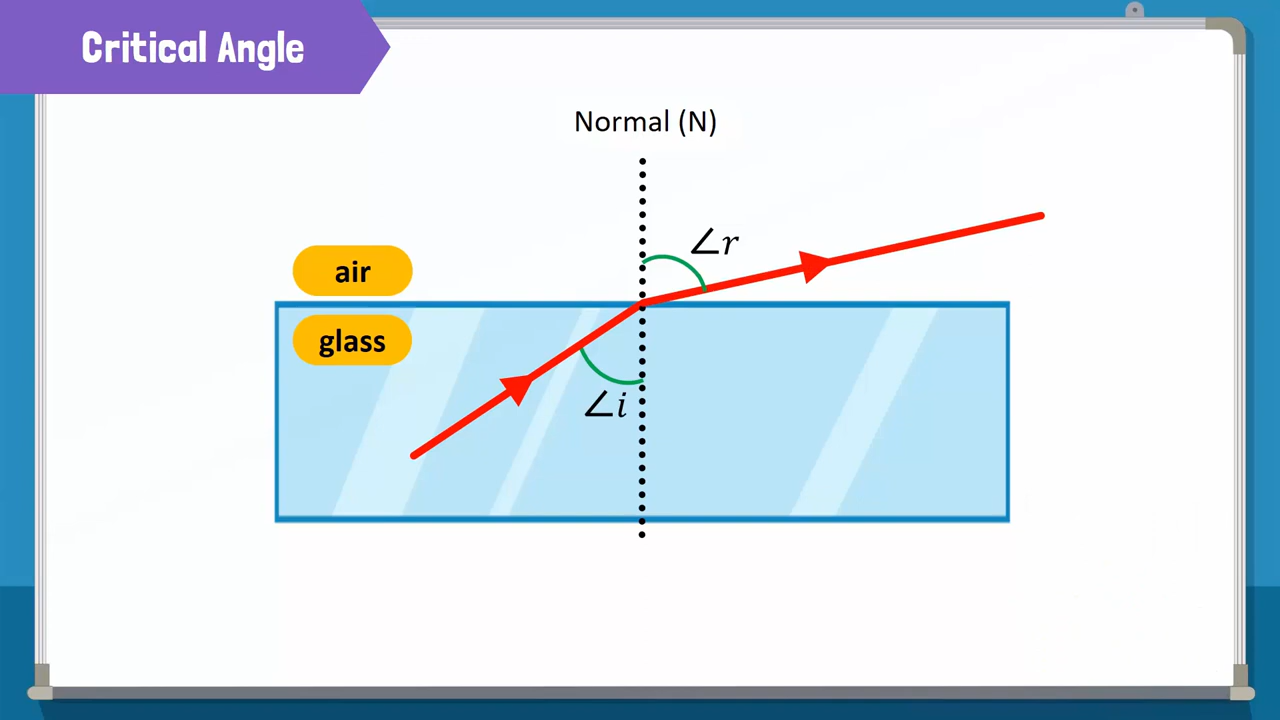 Critical Angle
Normal (N)
∠r
air
glass
∠i